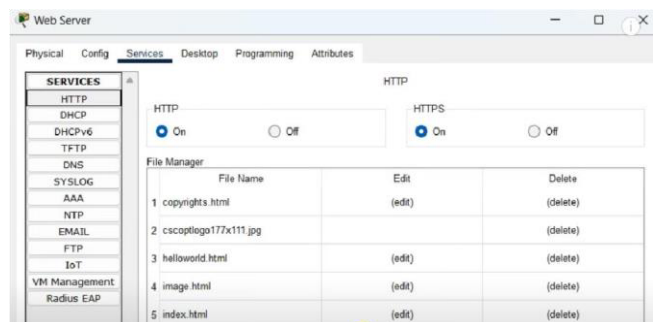 Web Server
Physical Config Services Desktop Programming Attributes
SERVICES
HTTP
DHCP
DHCPv6
TFTP
DNS
SYSLOG
AAA
NTP
EMAIL
FTP
IoT
VM Management
Radius EAP
HTTP
HTTP
On Off
HTTPS
On Off
File Manager
File Name Edit Delete
1 copyrights.html (edit) (delete)
2 cscoptlogo177x111.jpg (delete)
3 helloworld.html (edit) (delete)
4 image.html (edit) (delete)
5 index.html (edit) (delete)